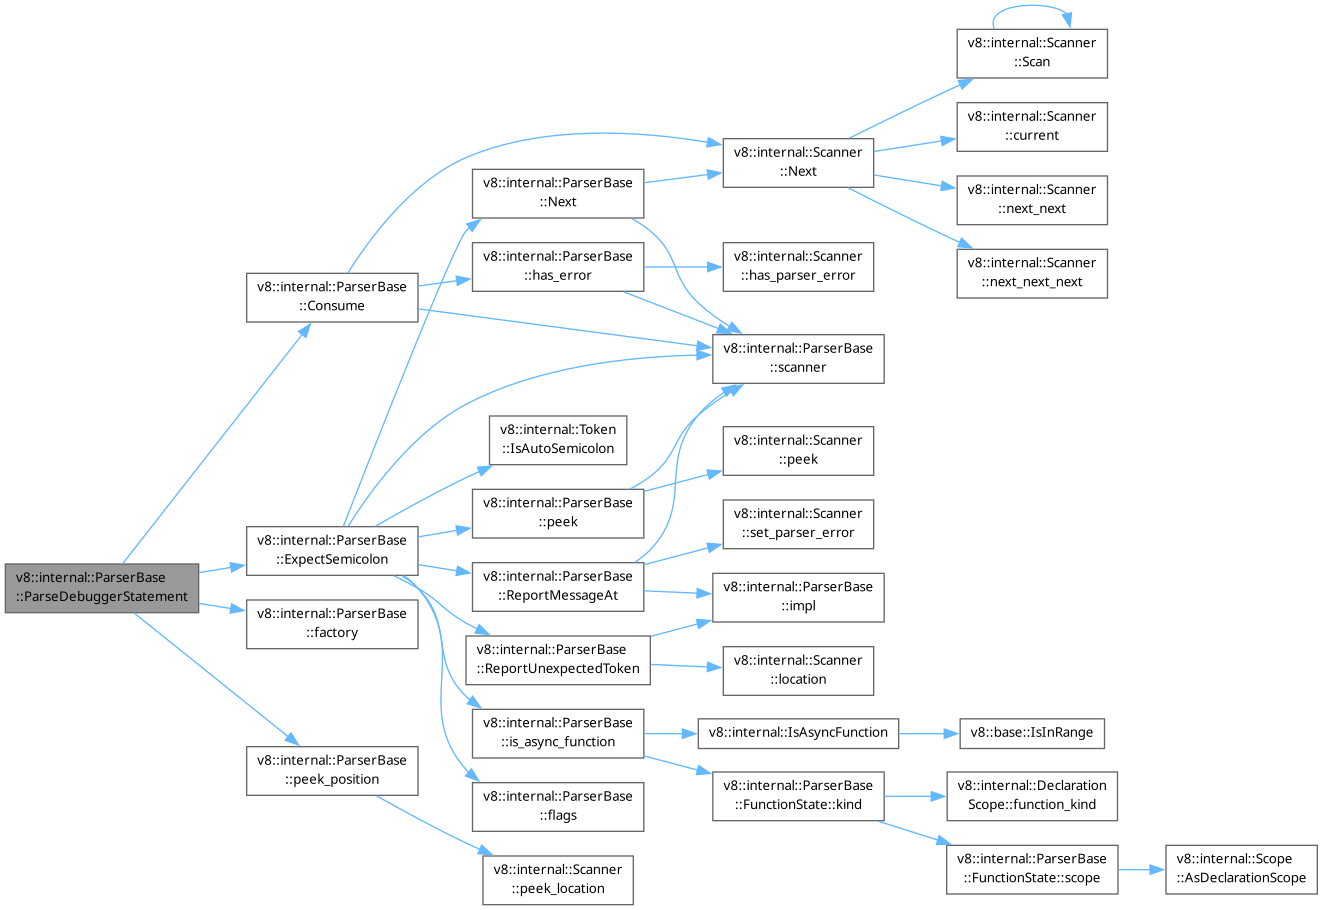 v8::internal::ParserBase
::ParseDebuggerStatement
v8::internal::ParserBase
::Consume
v8::internal::ParserBase
::ExpectSemicolon
v8::internal::ParserBase
::factory
v8::internal::ParserBase
::peek_position
v8::internal::ParserBase
::Next
v8::internal::ParserBase
::has_error
v8::internal::Token
::IsAutoSemicolon
v8::internal::ParserBase
::peek
v8::internal::ParserBase
::ReportMessageAt
v8::internal::ParserBase
::ReportUnexpectedToken
v8::internal::ParserBase
::is_async_function
v8::internal::ParserBase
::flags
v8::internal::Scanner
::peek_location
v8::internal::Scanner
::Next
v8::internal::Scanner
::has_parser_error
v8::internal::ParserBase
::scanner
v8::internal::Scanner
::peek
v8::internal::Scanner
::set_parser_error
v8::internal::ParserBase
::impl
v8::internal::Scanner
::location
v8::internal::IsAsyncFunction
v8::internal::ParserBase
::FunctionState::kind
v8::internal::Scanner
::Scan
v8::internal::Scanner
::current
v8::internal::Scanner
::next_next
v8::internal::Scanner
::next_next_next
v8::base::IsInRange
v8::internal::Declaration
Scope::function_kind
v8::internal::ParserBase
::FunctionState::scope
v8::internal::Scope
::AsDeclarationScope